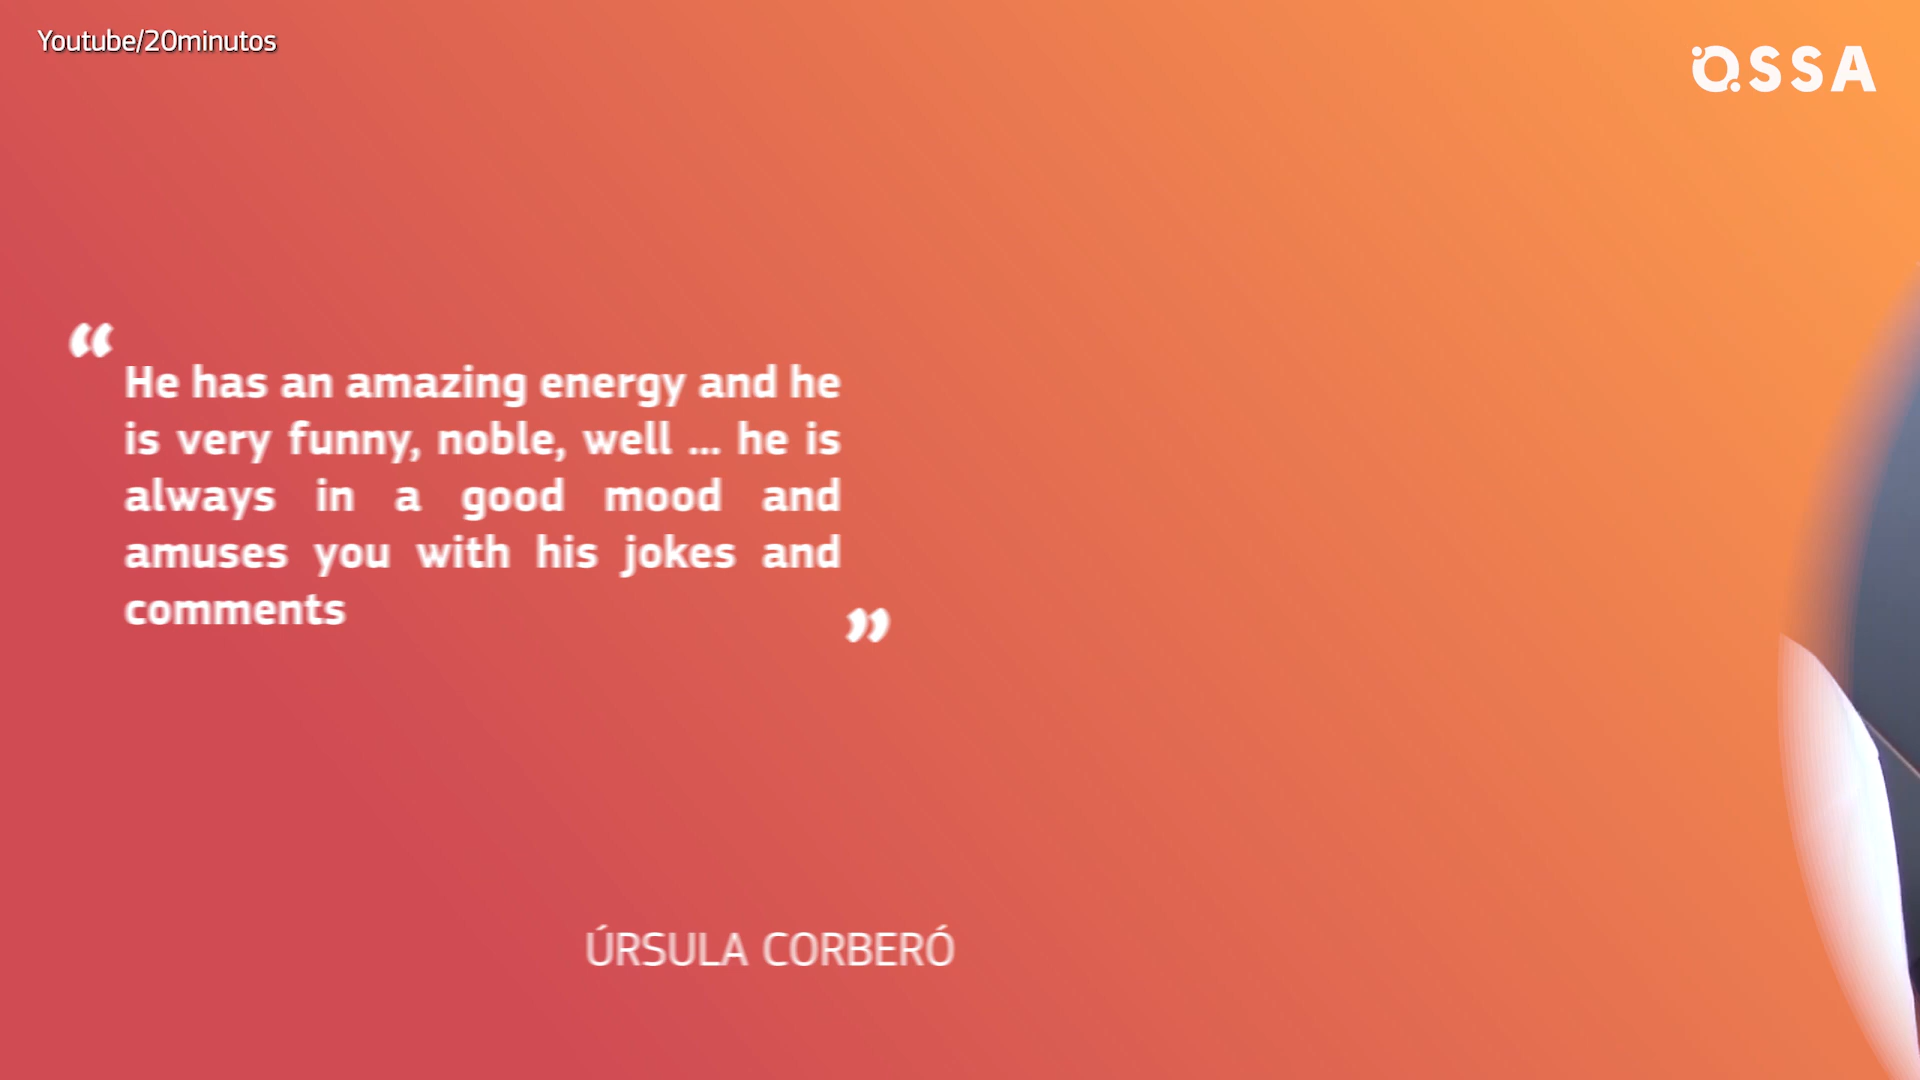 Youtube/20minutos
QSSA
“
He has an amazing energy and he
is very funny, noble, well ... he is
always in a good mood and
amuses you with his jokes and
comments
”
ÚRSULA CORBERÓ